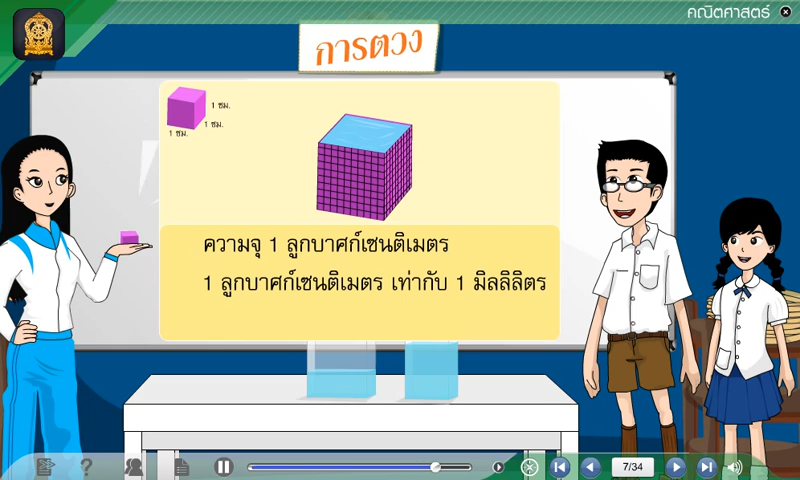 คณิตศาสตร์
การตวง
1 ซม.
1 ซม.
1 ซม.
ความจุ 1 ลูกบาศก์เซนติเมตร
1 ลูกบาศก์เซนติเมตร เท่ากับ 1 มิลลิลิตร
7/34